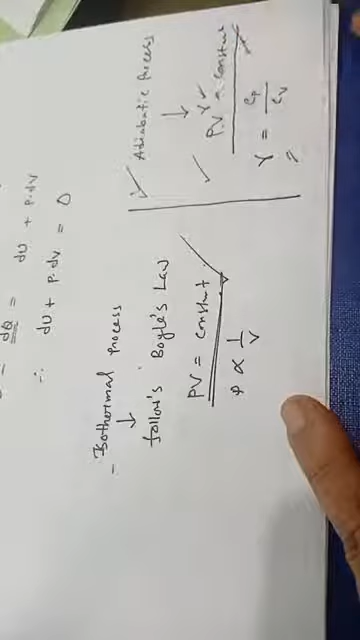 = dQ = dU + P.dV
∴ dU + P.dV = 0
- Isothermal Process
↓
follow's Boyle's Law
PV = constant
P ∝ 1/V
Adiabatic Process
↓
P.V^γ = constant
γ = Cp/Cv